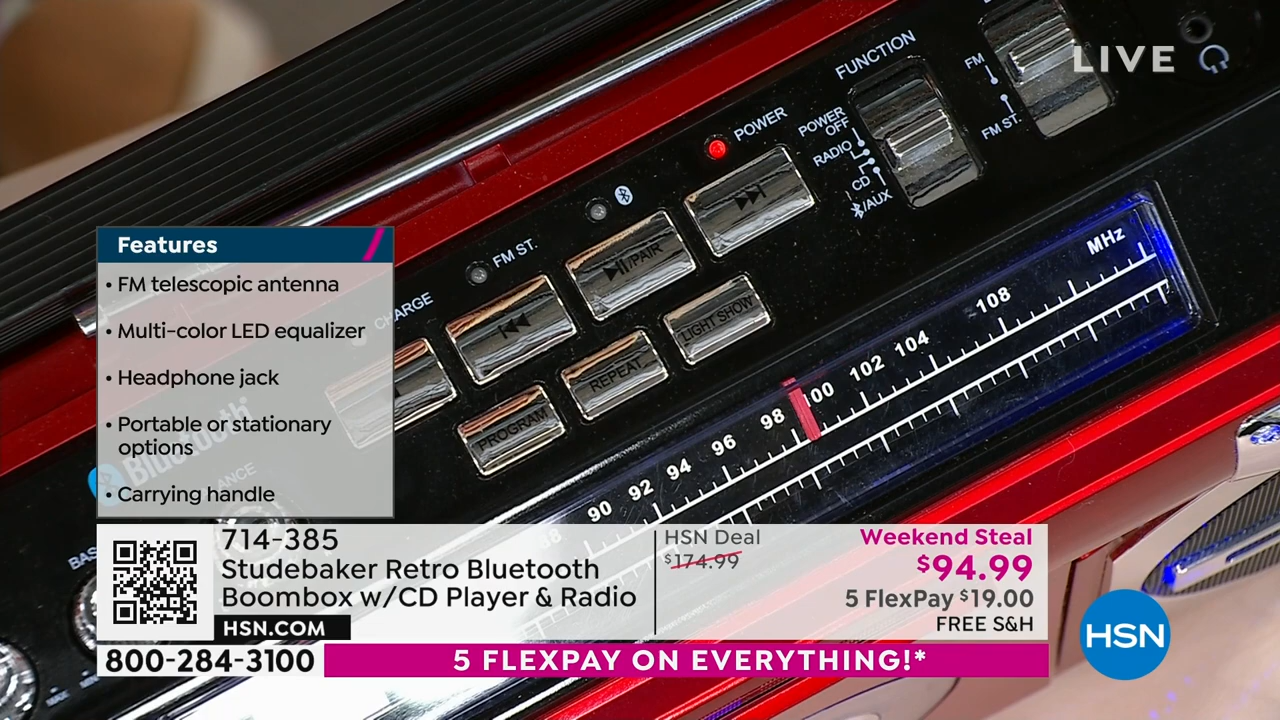 LIVE
FUNCTION
FM
FM ST.
POWER
OFF
RADIO
CD
/AUX
POWER
FM ST.
CHARGE
/PAIR
LIGHT SHOW
REPEAT
PROGRAM
MHz
88 90 92 94 96 98 100 102 104 108
Bluetooth
ANCE
BAS
Features
• FM telescopic antenna
• Multi-color LED equalizer
• Headphone jack
• Portable or stationary
options
• Carrying handle
714-385
Studebaker Retro Bluetooth
Boombox w/CD Player & Radio
HSN.COM
HSN Deal
$174.99
Weekend Steal
$94.99
5 FlexPay $19.00
FREE S&H
800-284-3100
5 FLEXPAY ON EVERYTHING!*
HSN